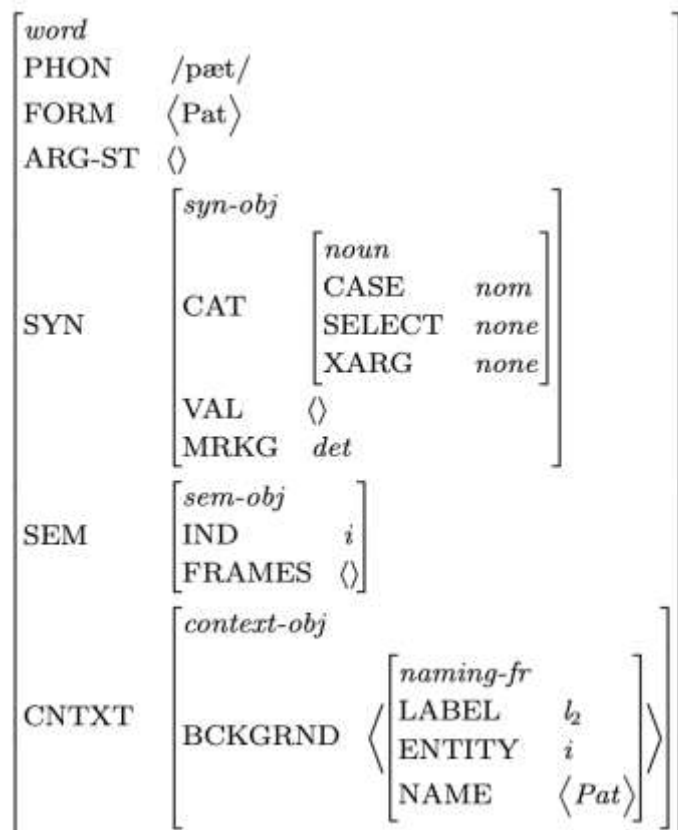 word
PHON /pæt/
FORM ⟨Pat⟩
ARG-ST ⟨⟩
syn-obj
noun
CASE nom
SYN CAT SELECT none
XARG none
VAL ⟨⟩
MRKG det
sem-obj
SEM IND i
FRAMES ⟨⟩
context-obj
naming-fr
LABEL l₂
CNTXT BCKGRND ENTITY i
NAME ⟨Pat⟩